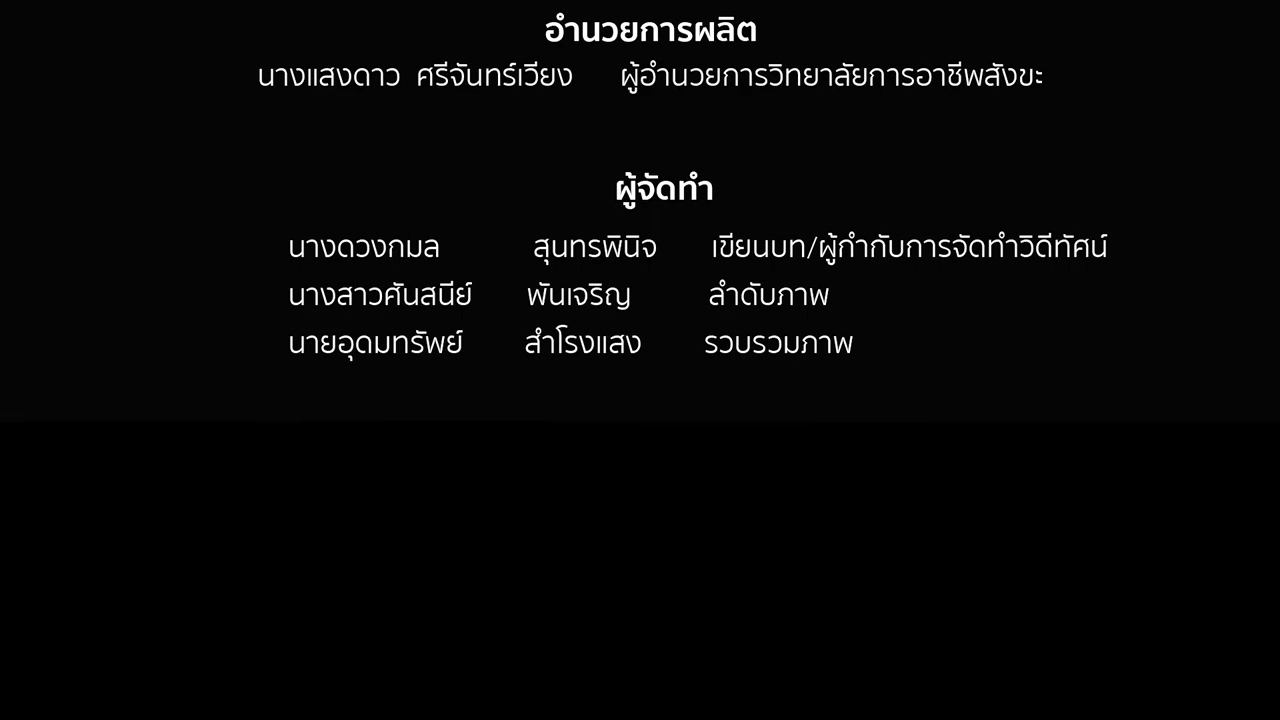 อำนวยการผลิต
นางแสงดาว ศรีจันทร์เวียง ผู้อำนวยการวิทยาลัยการอาชีพสังขะ
ผู้จัดทำ
นางดวงกมล สุนทรพินิจ เขียนบท/ผู้กำกับการจัดทำวิดีทัศน์
นางสาวศันสนีย์ พันเจริญ ลำดับภาพ
นายอุดมทรัพย์ สำโรงแสง รวบรวมภาพ